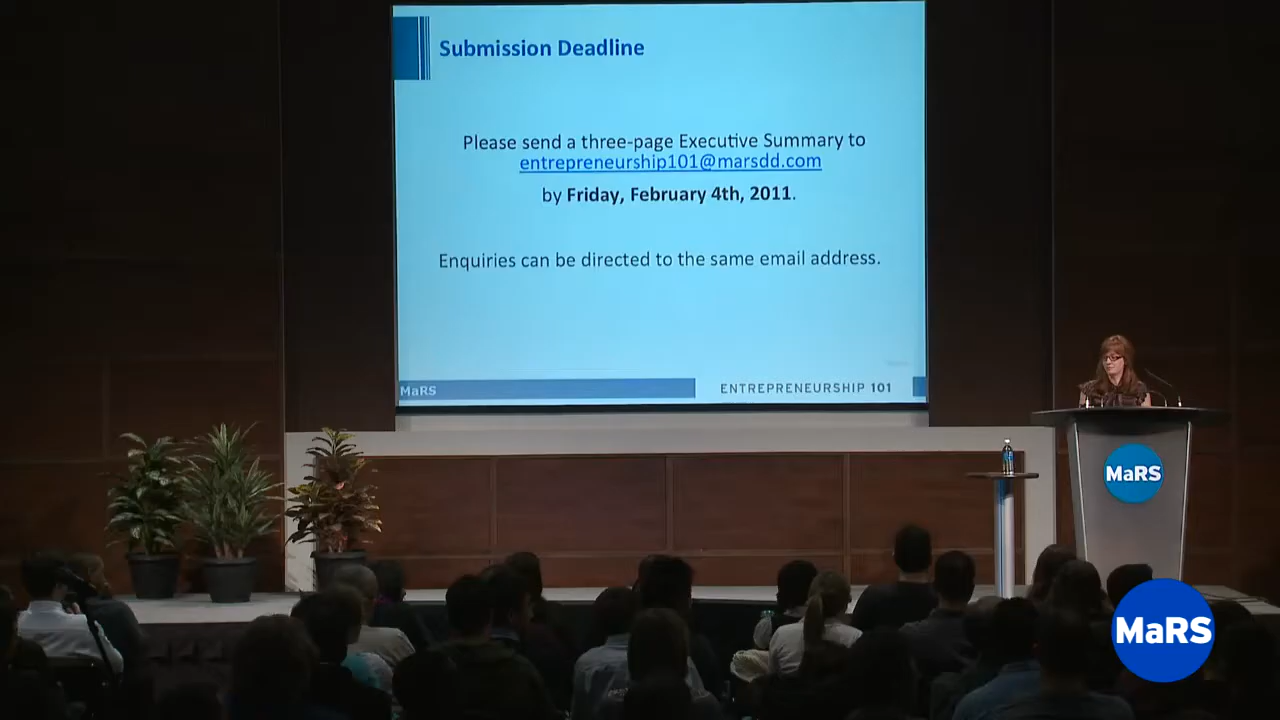 Submission Deadline
Please send a three-page Executive Summary to
entrepreneurship101@marsdd.com
by Friday, February 4th, 2011.
Enquiries can be directed to the same email address.
MaRS
ENTREPRENEURSHIP 101
MaRS
MaRS